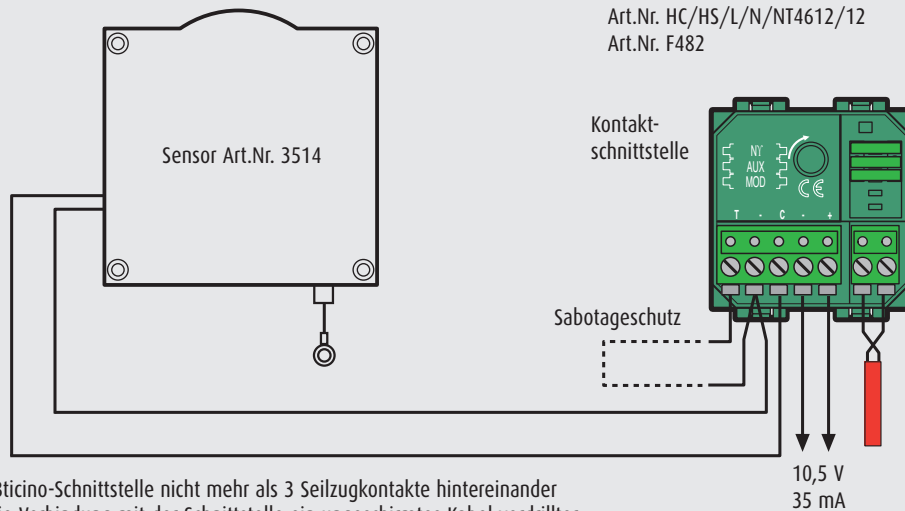 Art.Nr. HC/HS/L/N/NT4612/12
Art.Nr. F482
Kontakt-
schnittstelle
Sensor Art.Nr. 3514
AUX
MOD
CE
T - C - +
Sabotageschutz
10,5 V
35 mA
Bticino-Schnittstelle nicht mehr als 3 Seilzugkontakte hintereinander